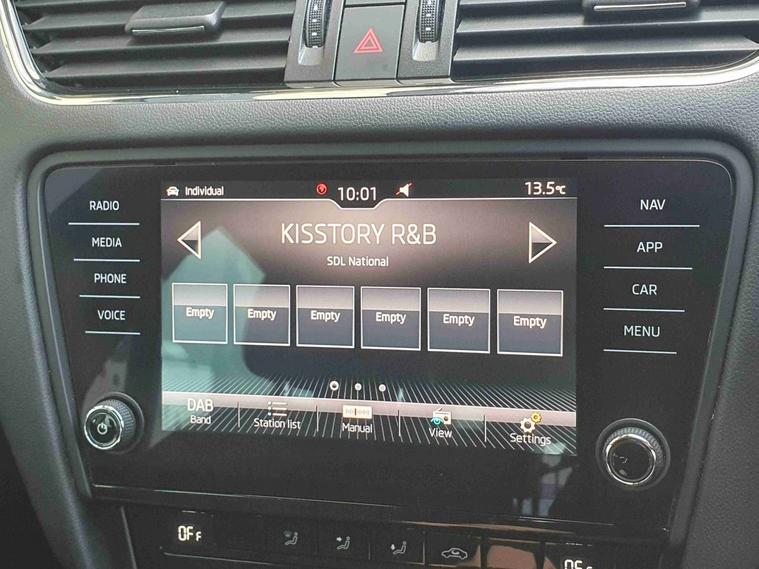 Individual
10:01
13.5°C
RADIO
MEDIA
PHONE
VOICE
KISSTORY R&B
SDL National
Empty Empty Empty Empty Empty Empty
DAB
Band
Station list
Manual
View
Settings
NAV
APP
CAR
MENU
OFF
OFF